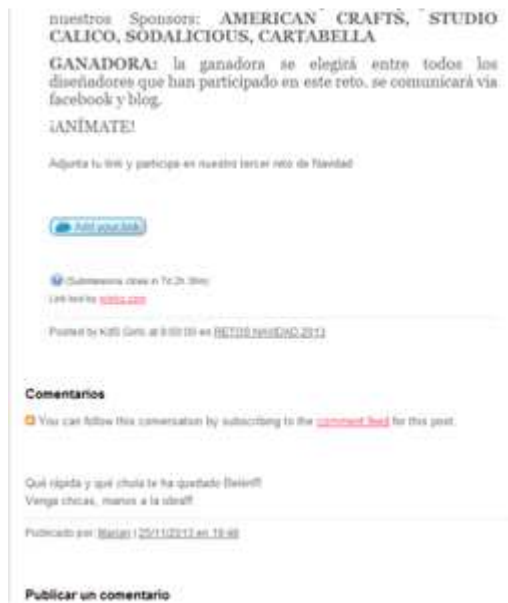 nuestros Sponsors: AMERICAN CRAFTS, STUDIO
CALICO, SODALICIOUS, CARTABELLA
GANADORA: la ganadora se elegirá entre todos los
diseñadores que han participado en este reto. se comunicará via
facebook y blog.
¡ANÍMATE!
Adjunta tu link y participa en nuestro tercer reto de Navidad
Add your link
(Submissions close in 7d 2h
Link tool by
Posted by KdS Girls at 9:00:00 en RETOS NAVIDAD 2013
Comentarios
You can follow this conversation by subscribing to the comment feed for this post.
Qué rápida y qué chula te ha quedado Belen!!!
Venga chicas, manos a la obra!!!
Publicado por: Marian | 25/11/2013 en 19:48
Publicar un comentario